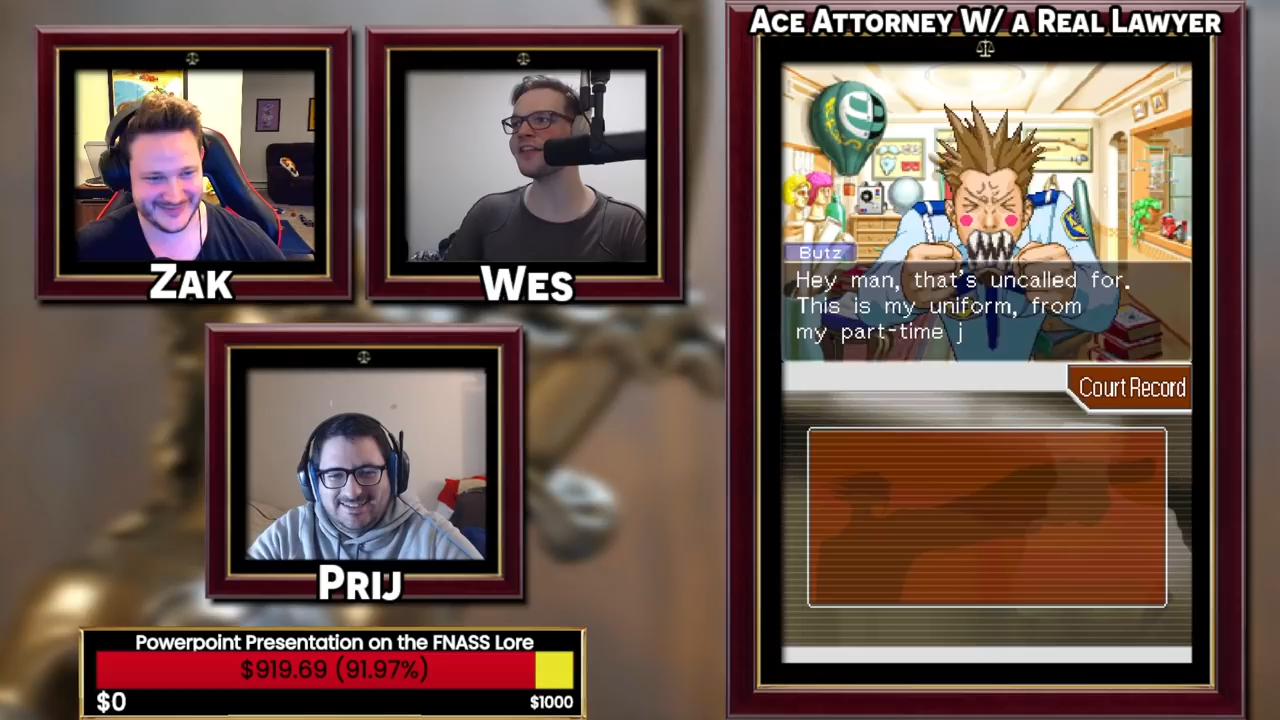 ACE ATTORNEY W/ A REAL LAWYER
ZAK
WES
Butz
Hey man, that's uncalled for.
This is my uniform, from
my part-time j
Court Record
PRIJ
Powerpoint Presentation on the FNASS Lore
$919.69 (91.97%)
$0
$1000